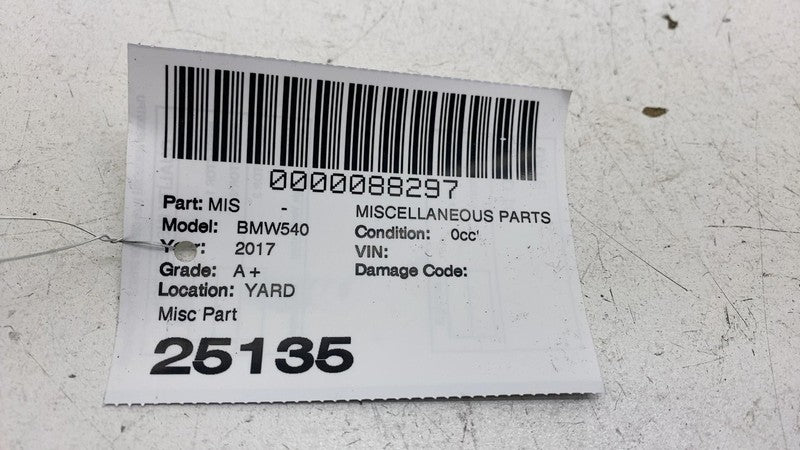 0000088297
Part: MIS - MISCELLANEOUS PARTS
Model: BMW540 Condition: 0cc'
Year: 2017 VIN:
Grade: A+ Damage Code:
Location: YARD
Misc Part
25135